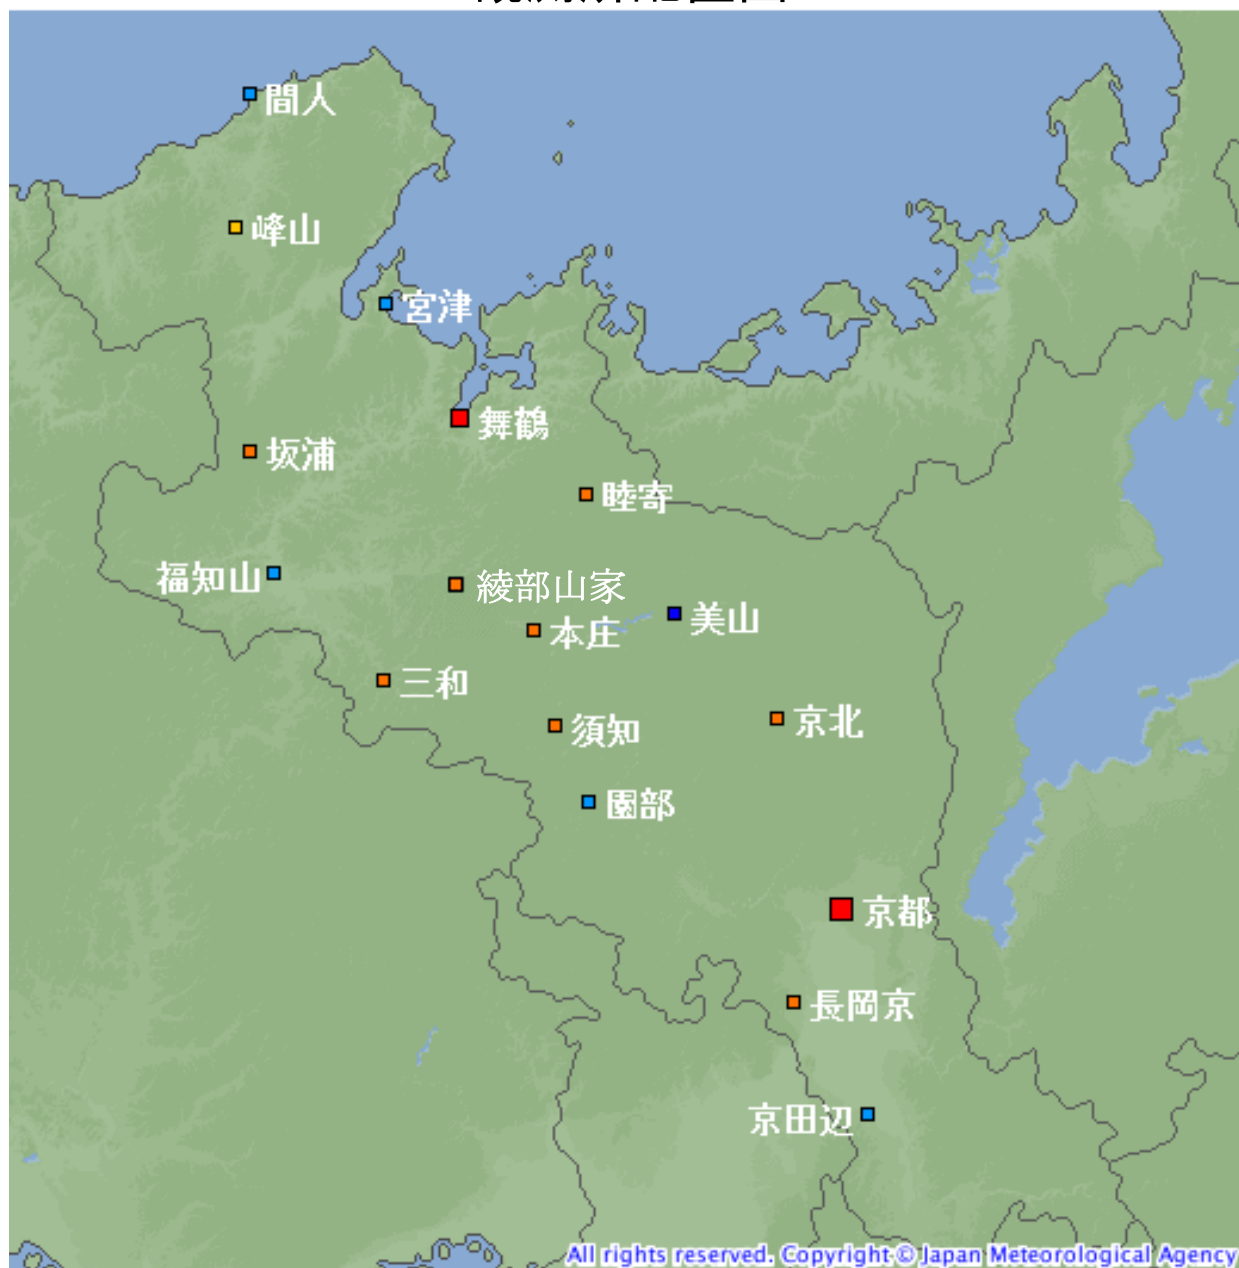 間人
峰山
宮津
舞鶴
坂浦
睦寄
福知山
綾部山家
美山
本庄
三和
京北
須知
園部
京都
長岡京
京田辺
All rights reserved. Copyright © Japan Meteorological Agency